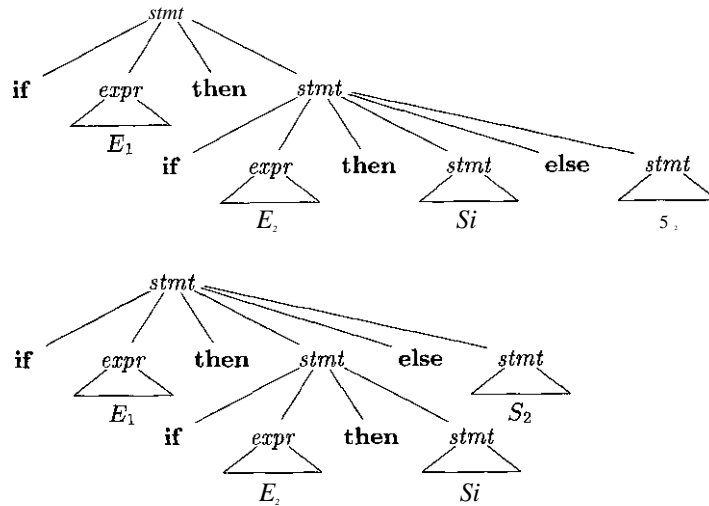 stmt
if expr then stmt
E₁
if expr then stmt else stmt
E₂ Si 5₂
stmt
if expr then stmt else stmt
E₁ S₂
if expr then stmt
E₂ Si